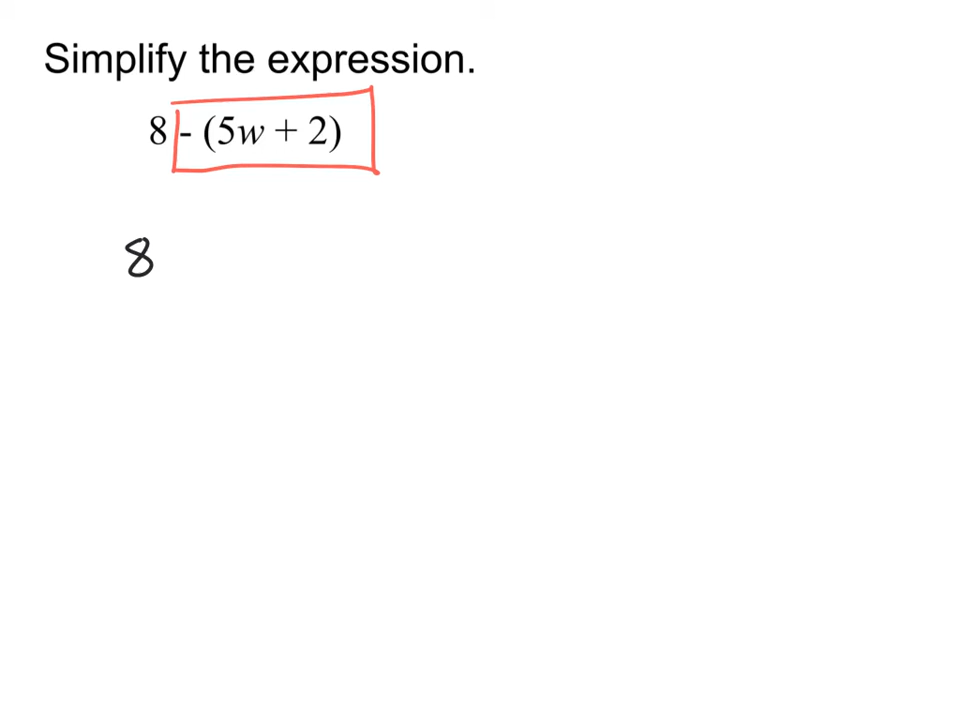 Simplify the expression.
8 - (5w + 2)
8